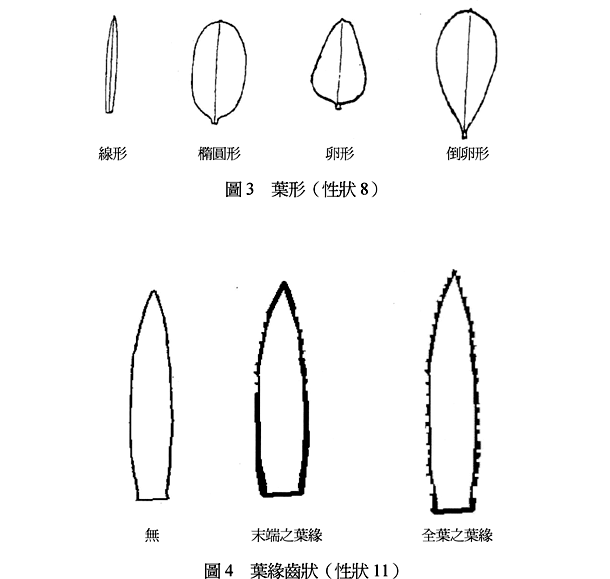 線形 橢圓形 卵形 倒卵形
圖 3 葉形（性狀 8）
無 末端之葉緣 全葉之葉緣
圖 4 葉緣齒狀（性狀 11）